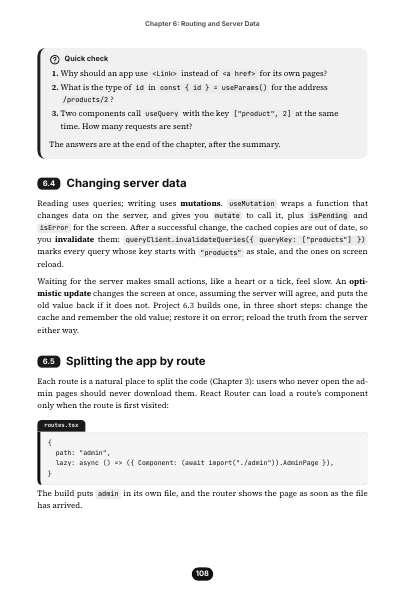 Chapter 6: Routing and Server Data
? Quick check
1. Why should an app use <Link> instead of <a href> for its own pages?
2. What is the type of id in const { id } = useParams() for the address
/products/2?
3. Two components call useQuery with the key ["product", 2] at the same
time. How many requests are sent?
The answers are at the end of the chapter, after the summary.
6.4 Changing server data
Reading uses queries; writing uses mutations. useMutation wraps a function that
changes data on the server, and gives you mutate to call it, plus isPending and
isError for the screen. After a successful change, the cached copies are out of date, so
you invalidate them: queryClient.invalidateQueries({ queryKey: ["products"] })
marks every query whose key starts with "products" as stale, and the ones on screen
reload.
Waiting for the server makes small actions, like a heart or a tick, feel slow. An opti-
mistic update changes the screen at once, assuming the server will agree, and puts the
old value back if it does not. Project 6.3 builds one, in three short steps: change the
cache and remember the old value; restore it on error; reload the truth from the server
either way.
6.5 Splitting the app by route
Each route is a natural place to split the code (Chapter 3): users who never open the ad-
min pages should never download them. React Router can load a route's component
only when the route is first visited:
routes.tsx
{
path: "admin",
lazy: async () => ({ Component: (await import("./admin")).AdminPage }),
}
The build puts admin in its own file, and the router shows the page as soon as the file
has arrived.
108